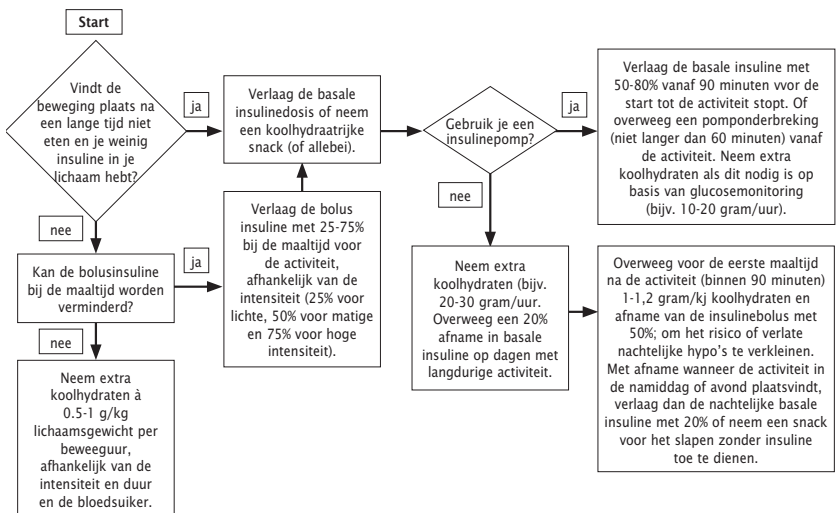 Start
Vindt de
beweging plaats na
een lange tijd niet
eten en je weinig
insuline in je
lichaam hebt?
ja
Verlaag de basale
insulinedosis of neem
een koolhydraatrijke
snack (of allebei).
Gebruik je een
insulinepomp?
ja
Verlaag de basale insuline met
50-80% vanaf 90 minuten vvor de
start tot de activiteit stopt. Of
overweeg een pomponderbreking
(niet langer dan 60 minuten) vanaf
de activiteit. Neem extra
koolhydraten als dit nodig is op
basis van glucosemonitoring
(bijv. 10-20 gram/uur).
nee
Kan de bolusinsuline
bij de maaltijd worden
verminderd?
ja
Verlaag de bolus
insuline met 25-75%
bij de maaltijd voor
de activiteit,
afhankelijk van de
intensiteit (25% voor
lichte, 50% voor matige
en 75% voor hoge
intensiteit).
nee
Neem extra
koolhydraten (bijv.
20-30 gram/uur.
Overweeg een 20%
afname in basale
insuline op dagen met
langdurige activiteit.
Overweeg voor de eerste maaltijd
na de activiteit (binnen 90 minuten)
1-1,2 gram/kj koolhydraten en
afname van de insulinebolus met
50%; om het risico of verlate
nachtelijke hypo's te verkleinen.
Met afname wanneer de activiteit in
de namiddag of avond plaatsvindt,
verlaag dan de nachtelijke basale
insuline met 20% of neem een snack
voor het slapen zonder insuline
toe te dienen.
nee
Neem extra
koolhydraten à
0.5-1 g/kg
lichaamsgewicht per
beweeguur,
afhankelijk van de
intensiteit en duur
en de bloedsuiker.